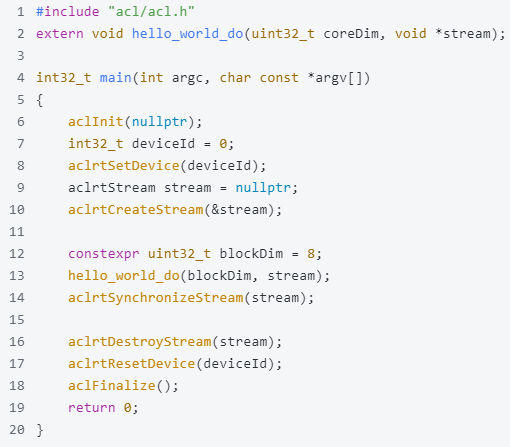 1 #include "acl/acl.h"
2 extern void hello_world_do(uint32_t coreDim, void *stream);
3
4 int32_t main(int argc, char const *argv[])
5 {
6     aclInit(nullptr);
7     int32_t deviceId = 0;
8     aclrtSetDevice(deviceId);
9     aclrtStream stream = nullptr;
10     aclrtCreateStream(&stream);
11
12     constexpr uint32_t blockDim = 8;
13     hello_world_do(blockDim, stream);
14     aclrtSynchronizeStream(stream);
15
16     aclrtDestroyStream(stream);
17     aclrtResetDevice(deviceId);
18     aclFinalize();
19     return 0;
20 }